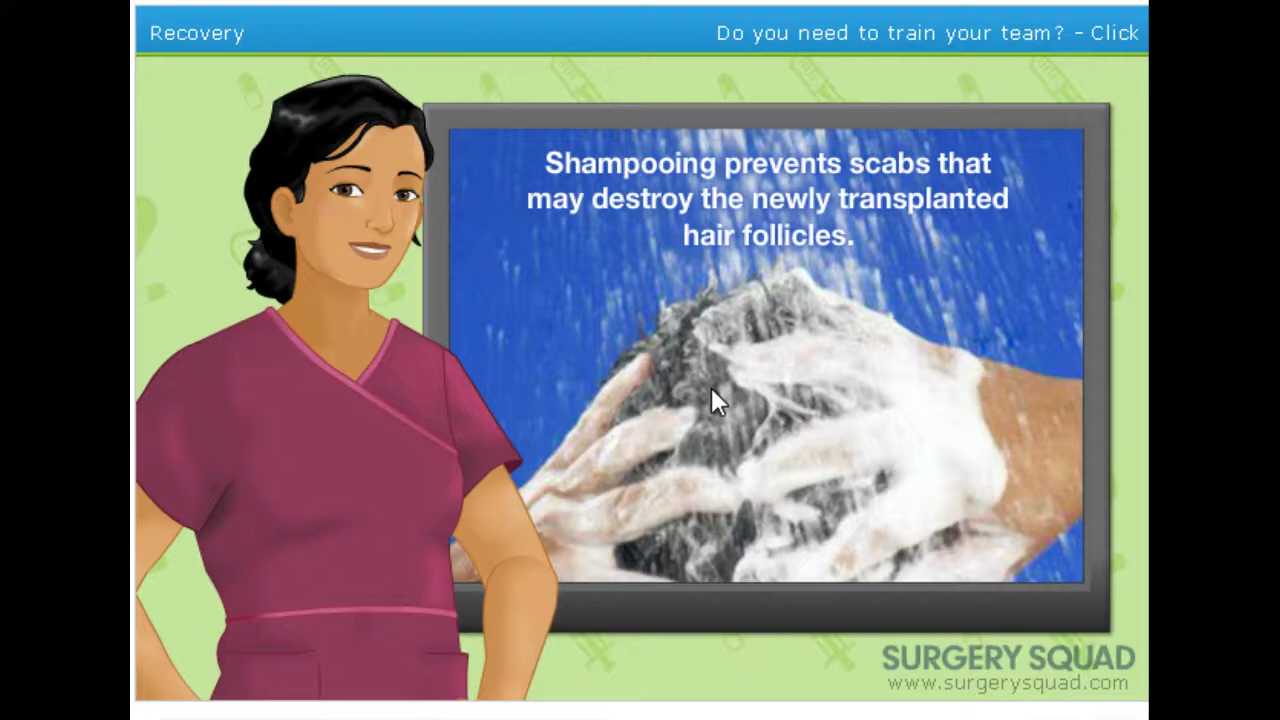 Recovery
Do you need to train your team? - Click
Shampooing prevents scabs that
may destroy the newly transplanted
hair follicles.
SURGERY SQUAD
www.surgerysquad.com